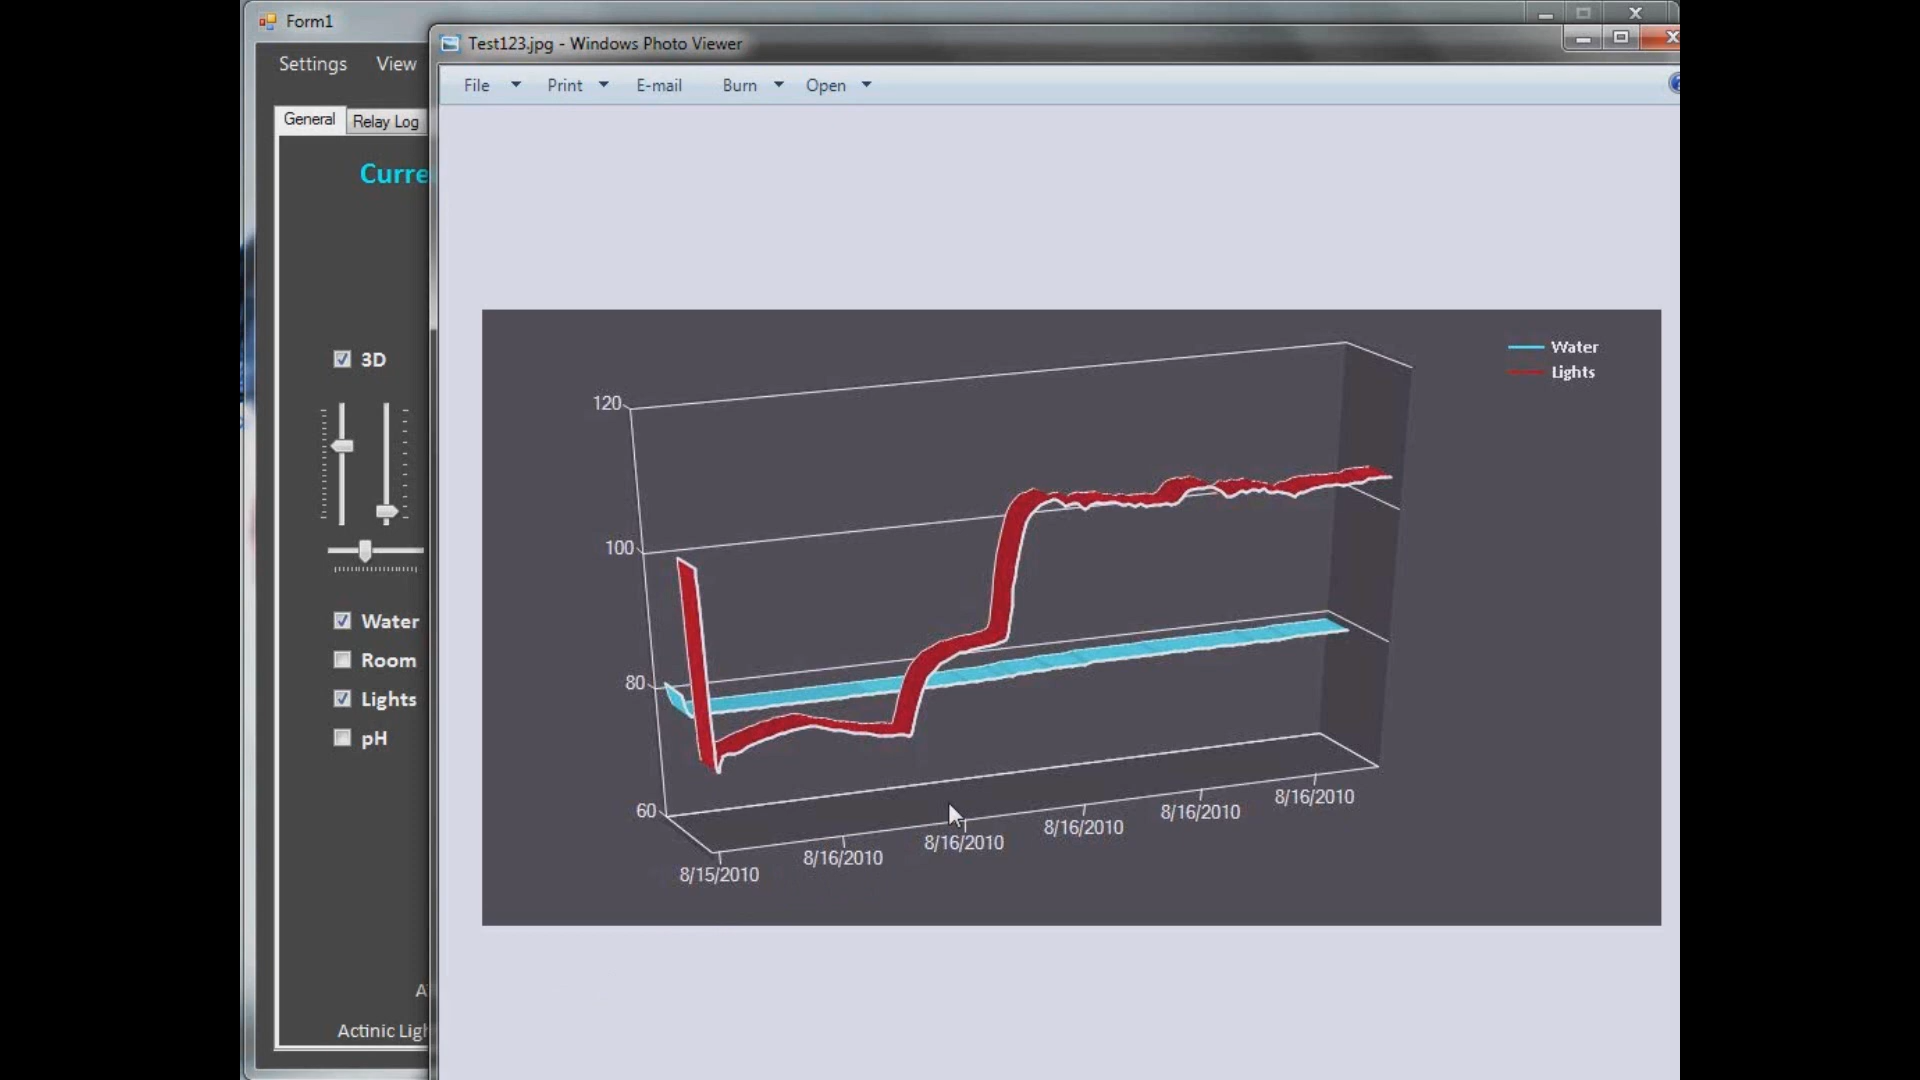 Form1
Test123.jpg - Windows Photo Viewer
Settings View
File Print E-mail Burn Open
General Relay Log
Curre
3D
Water
Room
Lights
pH
Actinic Ligh
Water
Lights
120
100
80
60
8/15/2010
8/16/2010
8/16/2010
8/16/2010
8/16/2010
8/16/2010